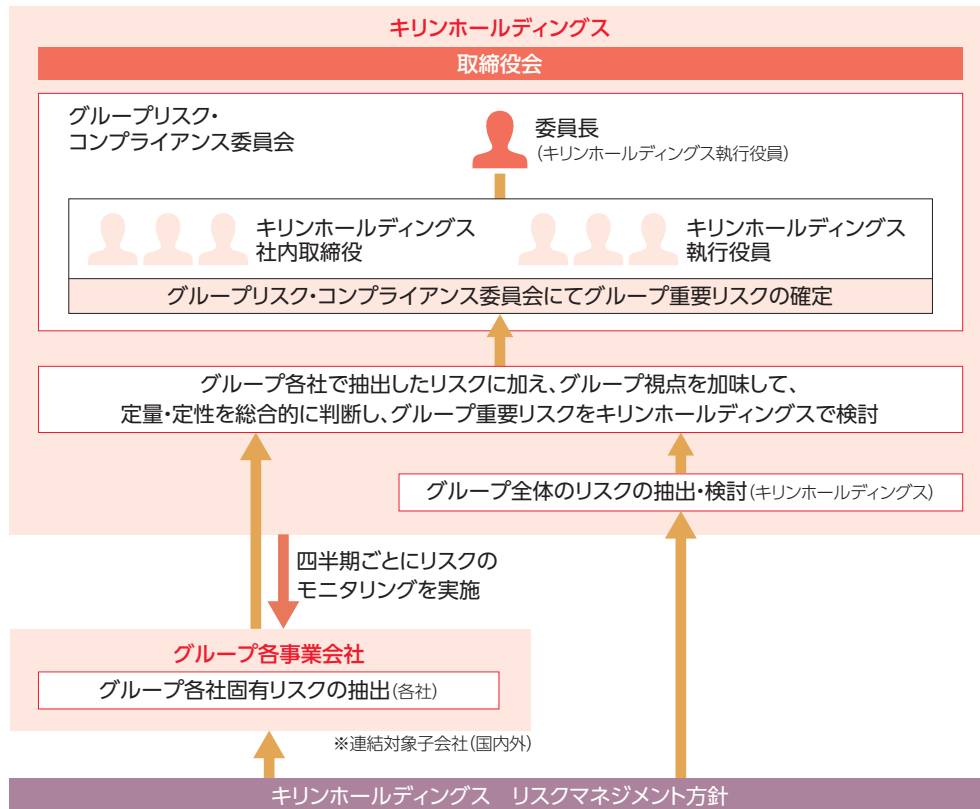 キリンホールディングス
取締役会
グループリスク・
コンプライアンス委員会
委員長
(キリンホールディングス執行役員)
キリンホールディングス
社内取締役
キリンホールディングス
執行役員
グループリスク・コンプライアンス委員会にてグループ重要リスクの確定
グループ各社で抽出したリスクに加え、グループ視点を加味して、
定量・定性を総合的に判断し、グループ重要リスクをキリンホールディングスで検討
グループ全体のリスクの抽出・検討(キリンホールディングス)
四半期ごとにリスクの
モニタリングを実施
グループ各事業会社
グループ各社固有リスクの抽出(各社)
※連結対象子会社(国内外)
キリンホールディングス　リスクマネジメント方針